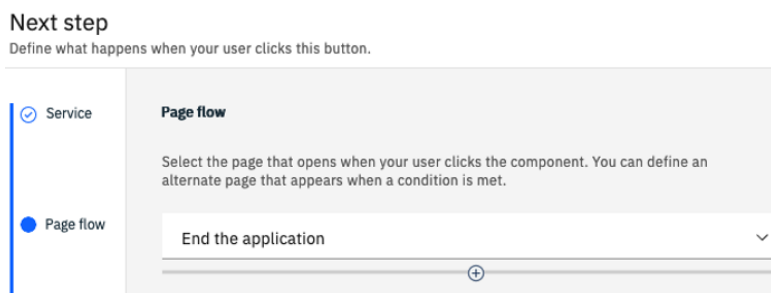 Next step
Define what happens when your user clicks this button.
Service
Page flow
Select the page that opens when your user clicks the component. You can define an
alternate page that appears when a condition is met.
Page flow
End the application